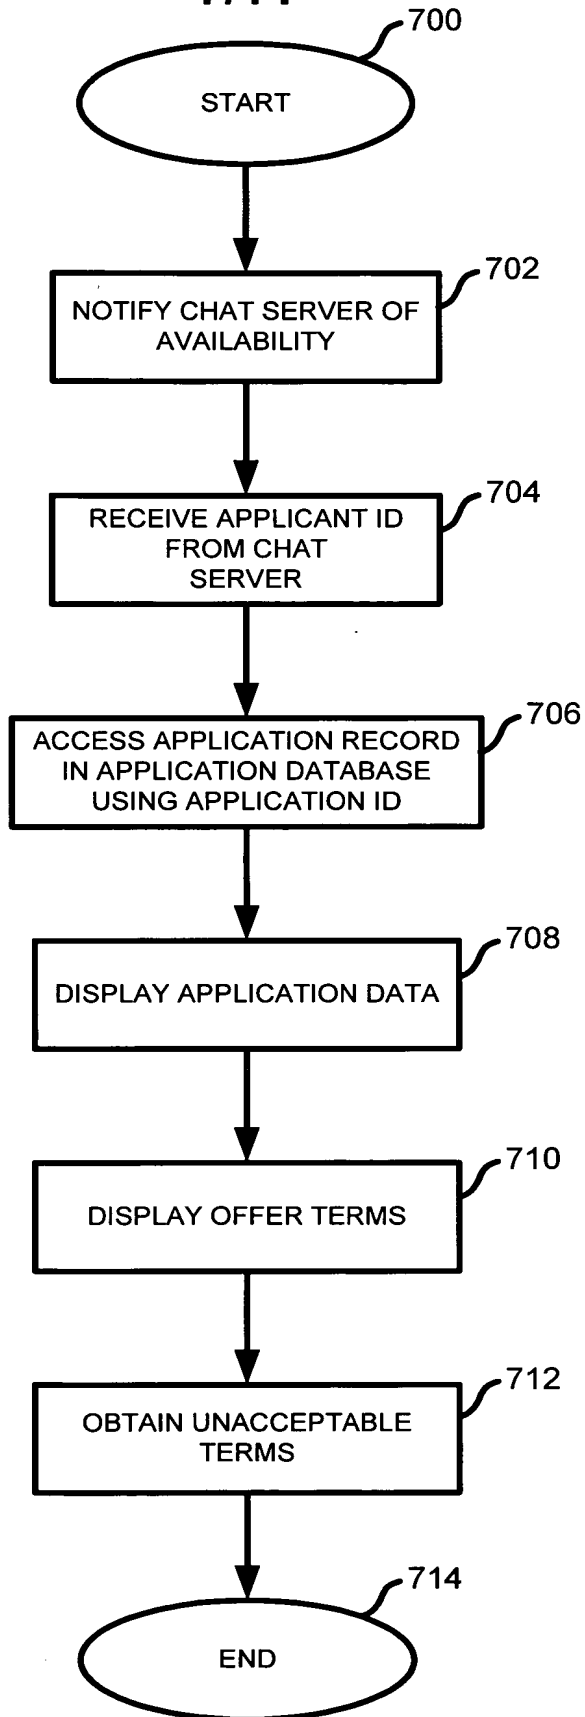 700
START
702
NOTIFY CHAT SERVER OF
AVAILABILITY
704
RECEIVE APPLICANT ID
FROM CHAT
SERVER
706
ACCESS APPLICATION RECORD
IN APPLICATION DATABASE
USING APPLICATION ID
708
DISPLAY APPLICATION DATA
710
DISPLAY OFFER TERMS
712
OBTAIN UNACCEPTABLE
TERMS
714
END